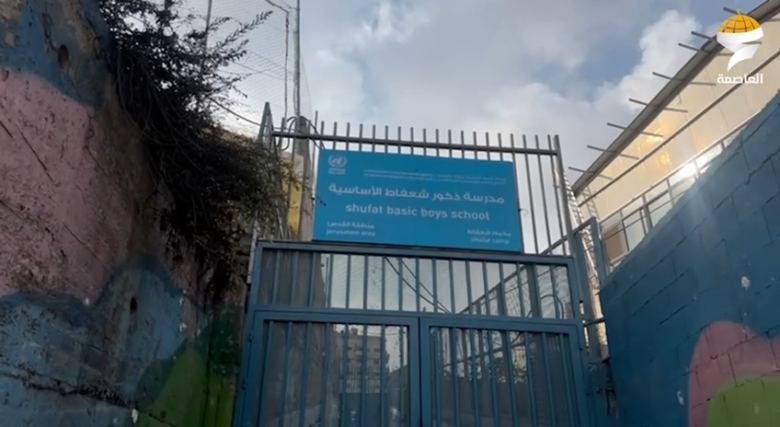 العاصمة
مدرسة ذكور شعفاط الأساسية
shufat basic boys school
منطقة القدس
jerusalem area
مخيم شعفاط
shufat camp